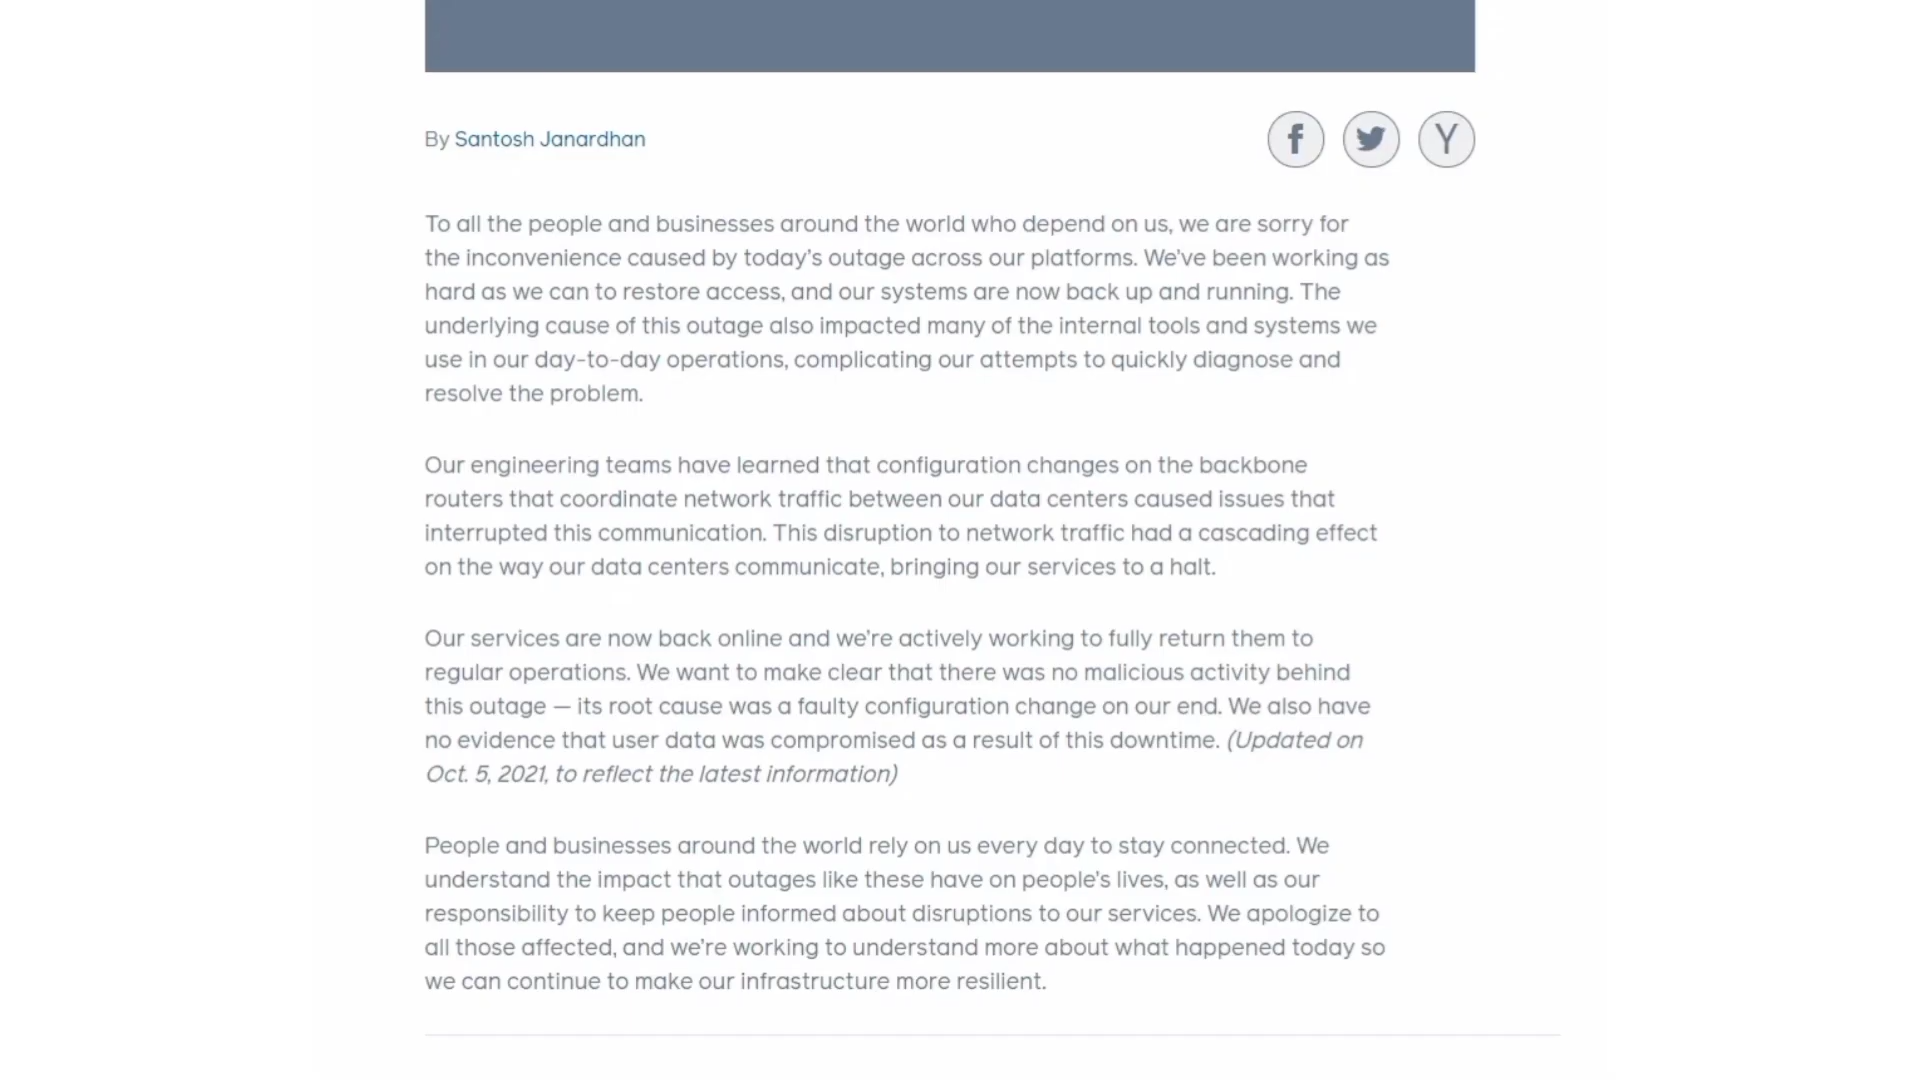 By Santosh Janardhan
f Y
To all the people and businesses around the world who depend on us, we are sorry for
the inconvenience caused by today's outage across our platforms. We've been working as
hard as we can to restore access, and our systems are now back up and running. The
underlying cause of this outage also impacted many of the internal tools and systems we
use in our day-to-day operations, complicating our attempts to quickly diagnose and
resolve the problem.
Our engineering teams have learned that configuration changes on the backbone
routers that coordinate network traffic between our data centers caused issues that
interrupted this communication. This disruption to network traffic had a cascading effect
on the way our data centers communicate, bringing our services to a halt.
Our services are now back online and we're actively working to fully return them to
regular operations. We want to make clear that there was no malicious activity behind
this outage — its root cause was a faulty configuration change on our end. We also have
no evidence that user data was compromised as a result of this downtime. (Updated on
Oct. 5, 2021, to reflect the latest information)
People and businesses around the world rely on us every day to stay connected. We
understand the impact that outages like these have on people's lives, as well as our
responsibility to keep people informed about disruptions to our services. We apologize to
all those affected, and we're working to understand more about what happened today so
we can continue to make our infrastructure more resilient.